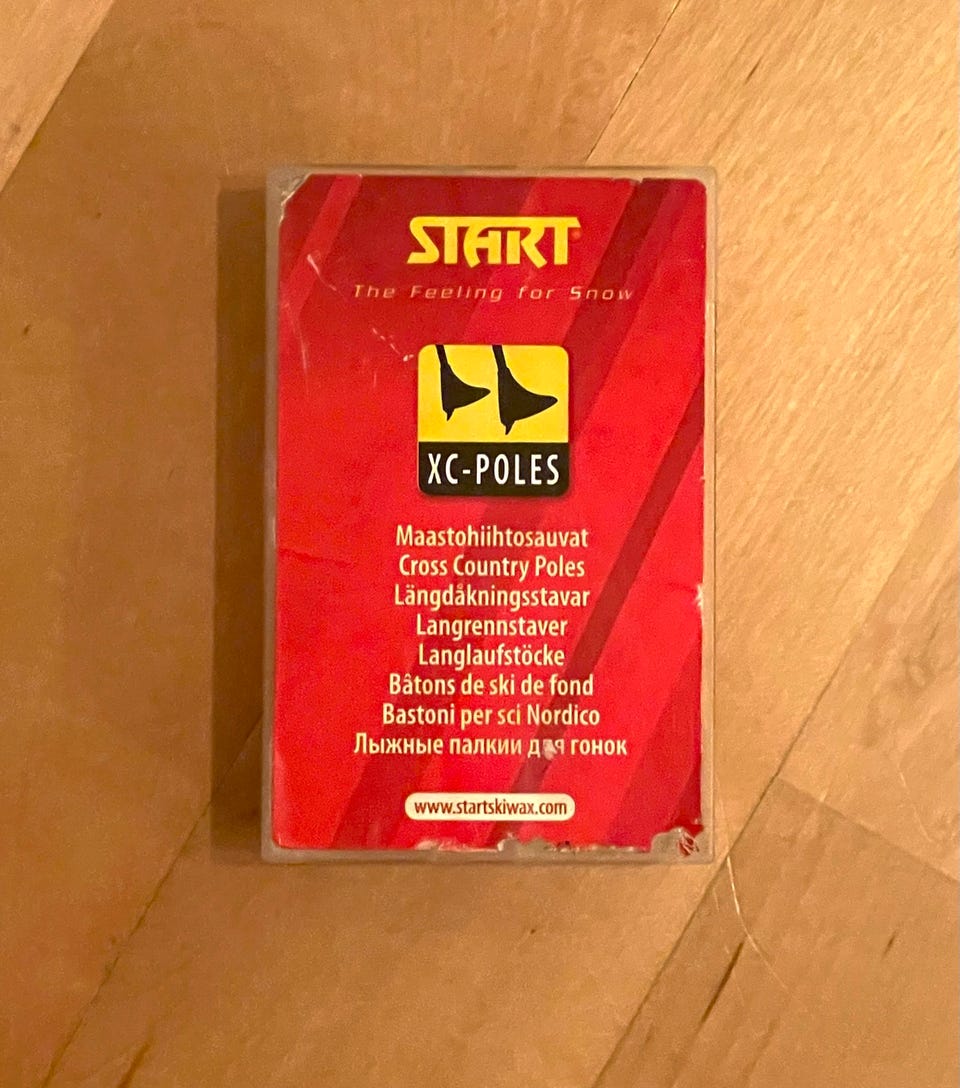 START
The Feeling for Snow
XC-POLES
Maastohiihtosauvat
Cross Country Poles
Längdåkningsstavar
Langrennstaver
Langlaufstöcke
Bâtons de ski de fond
Bastoni per sci Nordico
Лыжные палкии для гонок
www.startskiwax.com